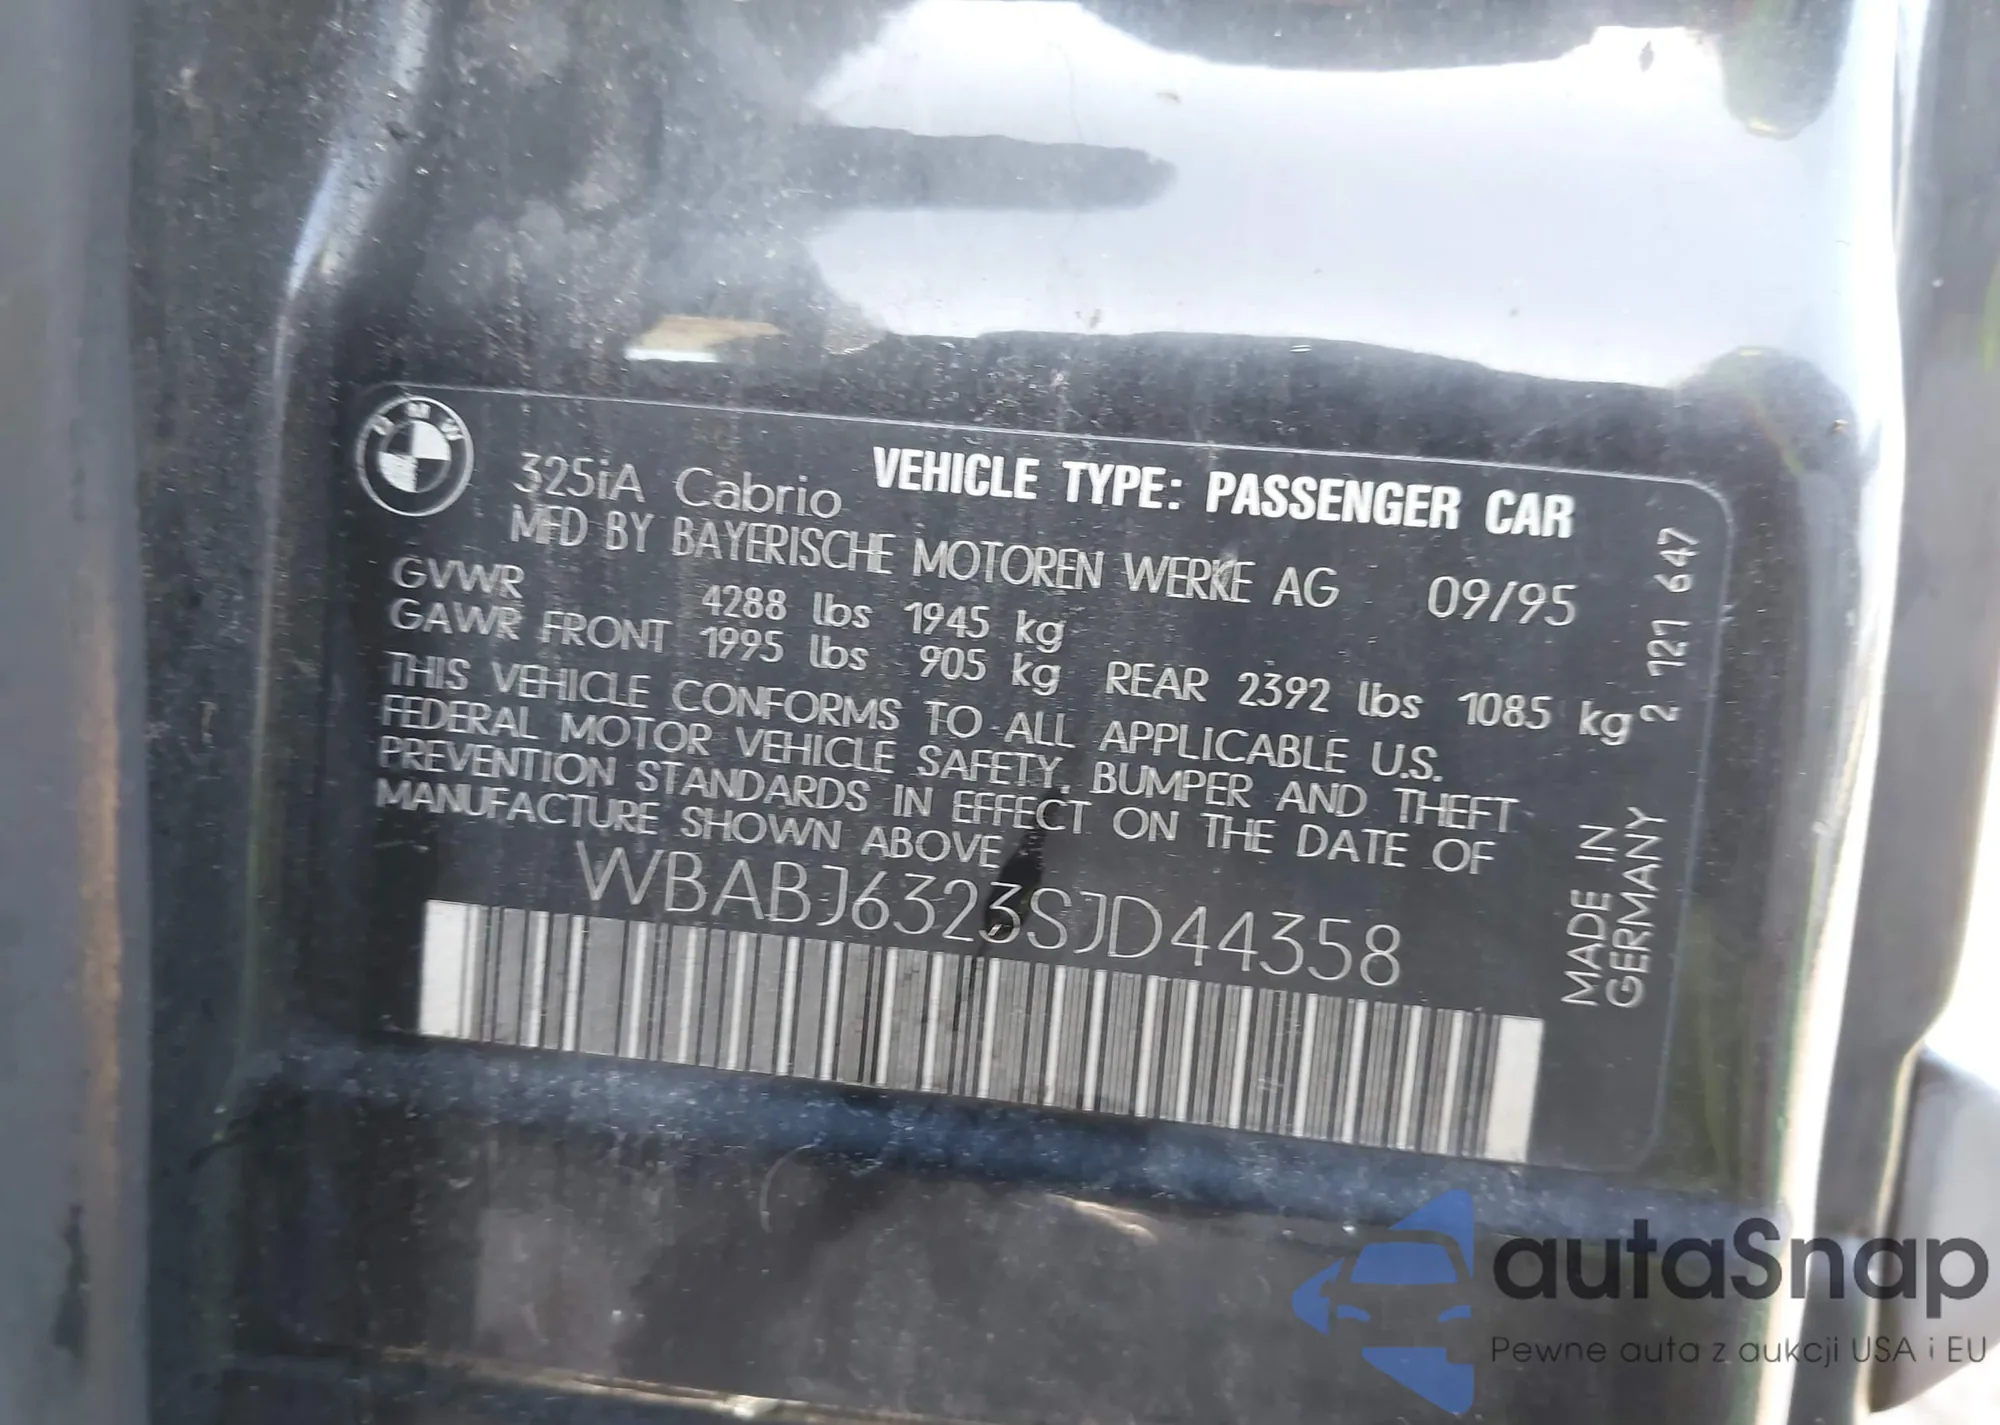 BMW
325iA Cabrio VEHICLE TYPE: PASSENGER CAR
MFD BY BAYERISCHE MOTOREN WERKE AG 09/95
GVWR 4288 lbs 1945 kg
GAWR FRONT 1995 lbs 905 kg REAR 2392 lbs 1085 kg
THIS VEHICLE CONFORMS TO ALL APPLICABLE U.S.
FEDERAL MOTOR VEHICLE SAFETY, BUMPER AND THEFT
PREVENTION STANDARDS IN EFFECT ON THE DATE OF
MANUFACTURE SHOWN ABOVE
WBABJ6323SJD44358
2 121 647
MADE IN
GERMANY
autaSnap
Pewne auta z aukcji USA i EU